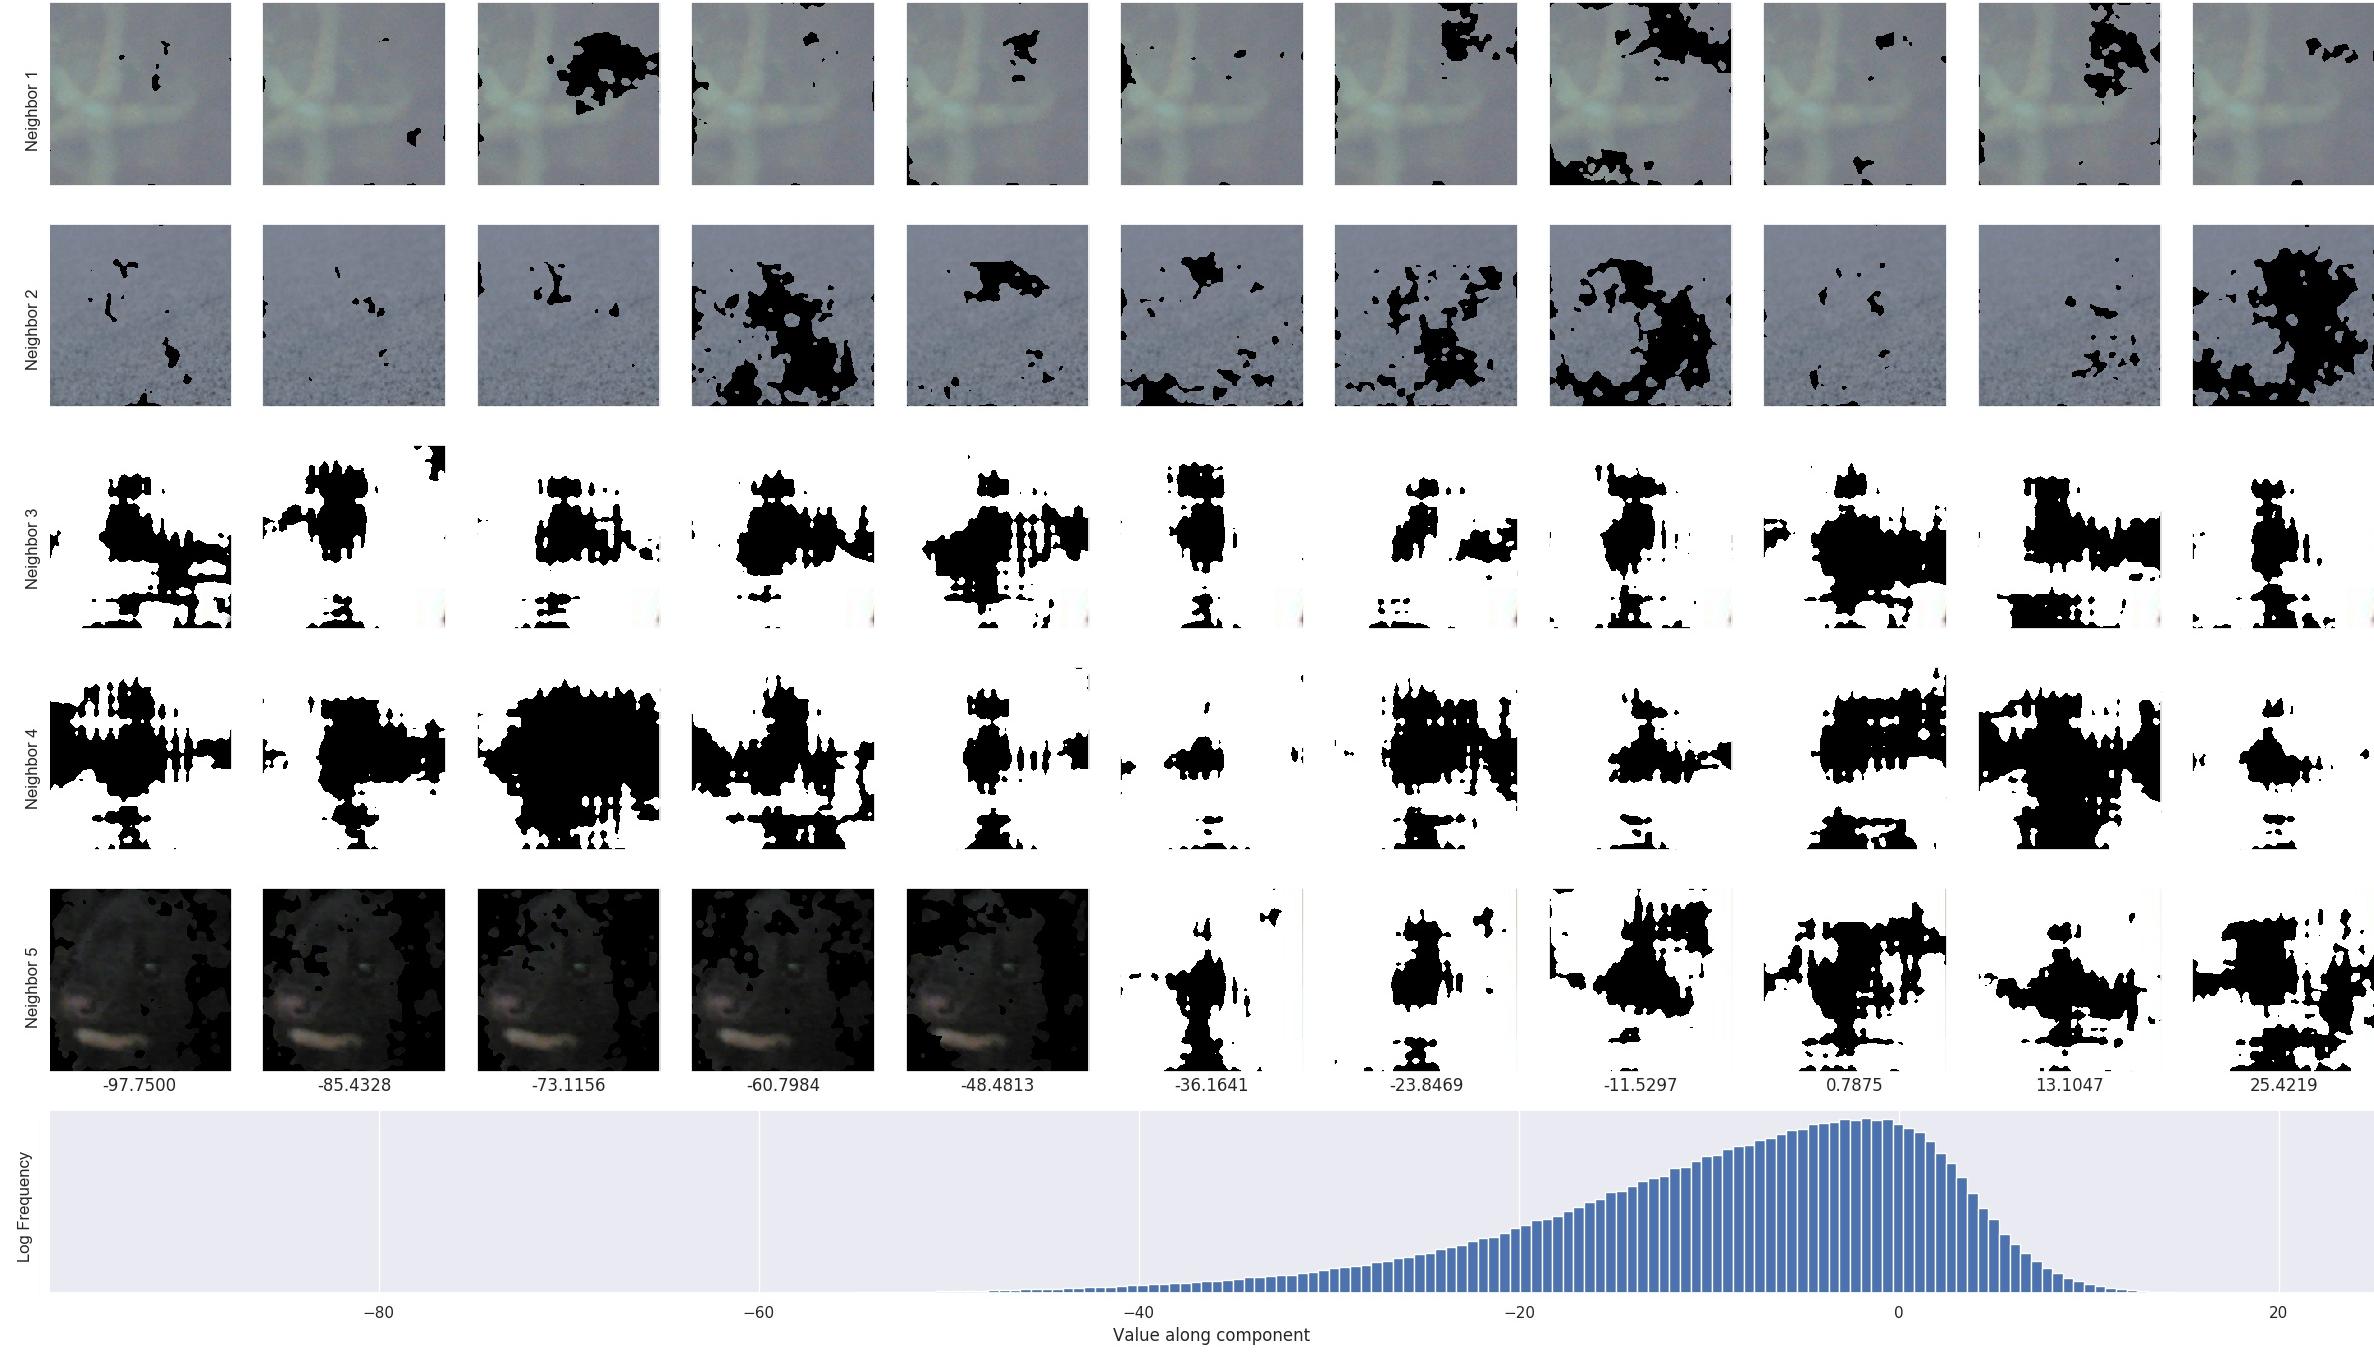 Neighbor 1
Neighbor 2
Neighbor 3
Neighbor 4
Neighbor 5
-97.7500 -85.4328 -73.1156 -60.7984 -48.4813 -36.1641 -23.8469 -11.5297 0.7875 13.1047 25.4219
Log Frequency
−80 −60 −40 −20 0 20
Value along component